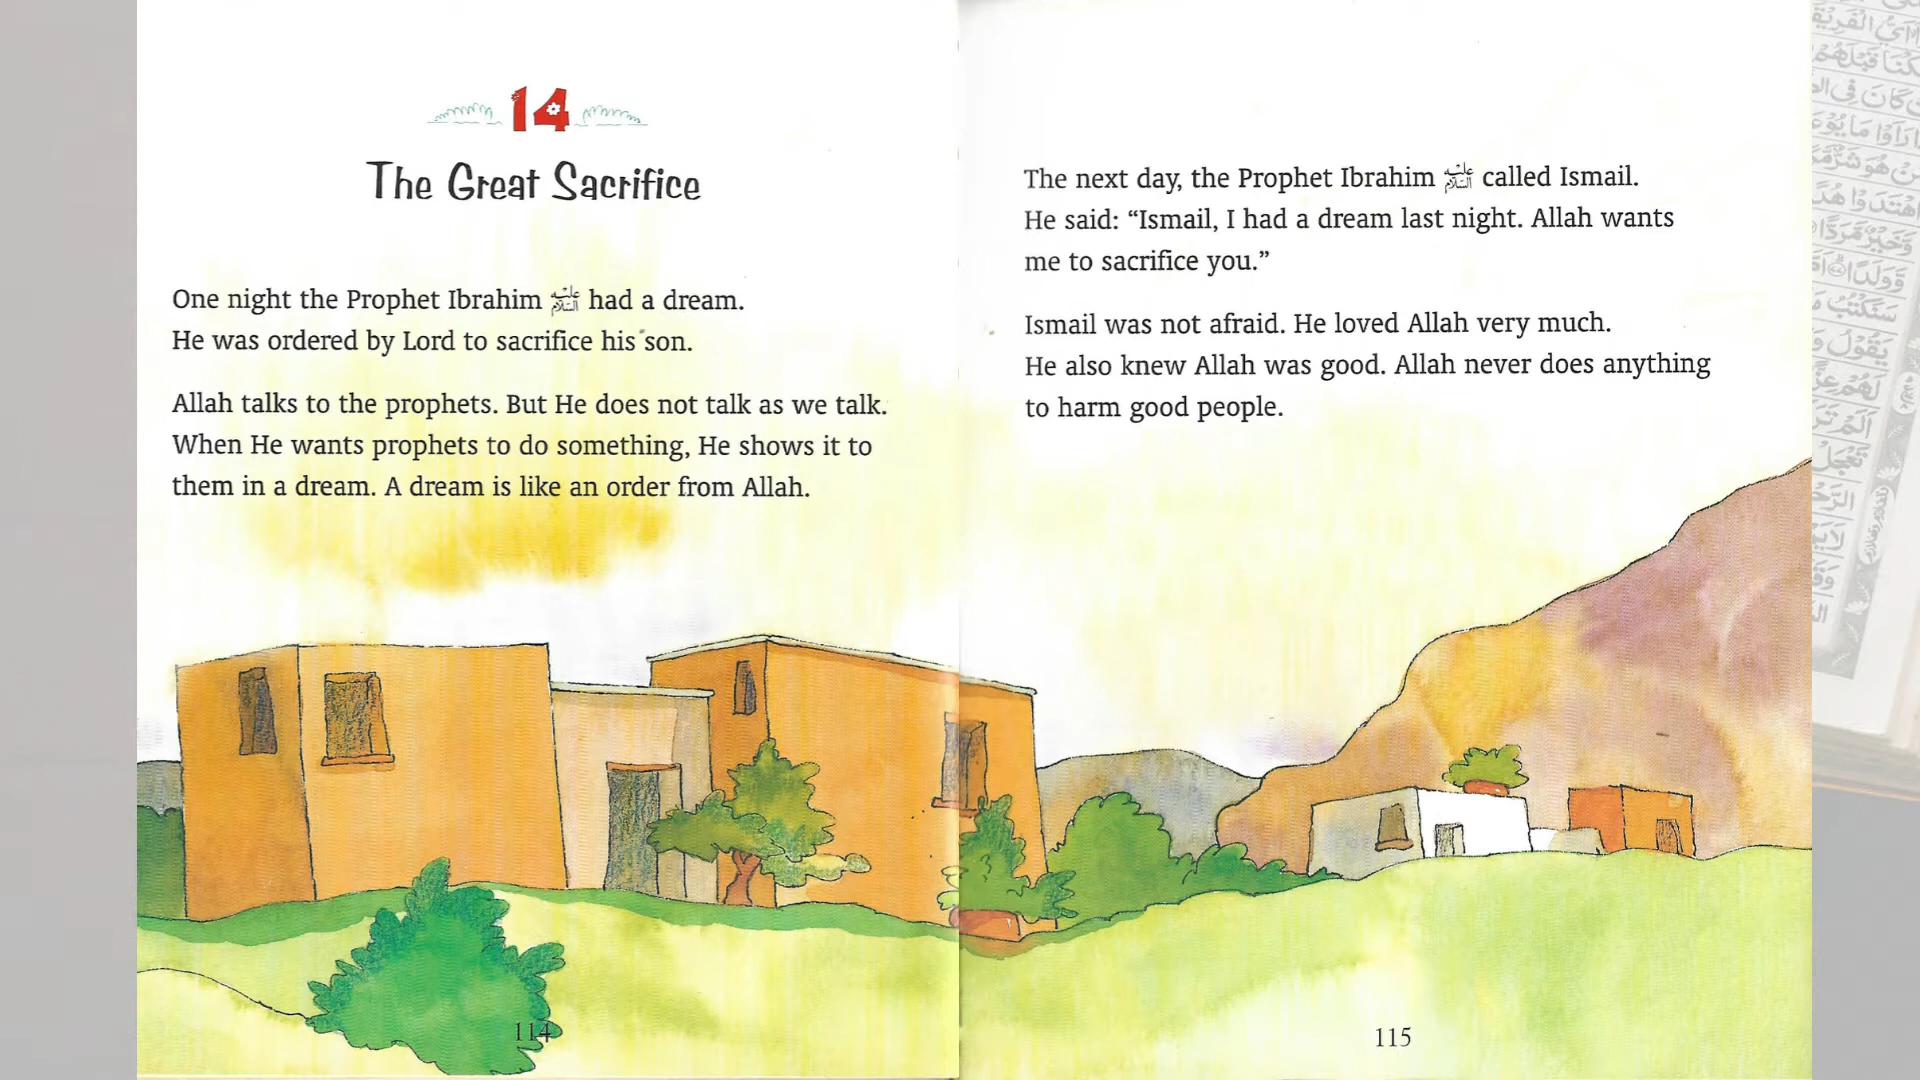 14
The Great Sacrifice
One night the Prophet Ibrahim عليه السلام had a dream.
He was ordered by Lord to sacrifice his son.
Allah talks to the prophets. But He does not talk as we talk.
When He wants prophets to do something, He shows it to
them in a dream. A dream is like an order from Allah.
114
The next day, the Prophet Ibrahim عليه السلام called Ismail.
He said: “Ismail, I had a dream last night. Allah wants
me to sacrifice you.”
Ismail was not afraid. He loved Allah very much.
He also knew Allah was good. Allah never does anything
to harm good people.
115